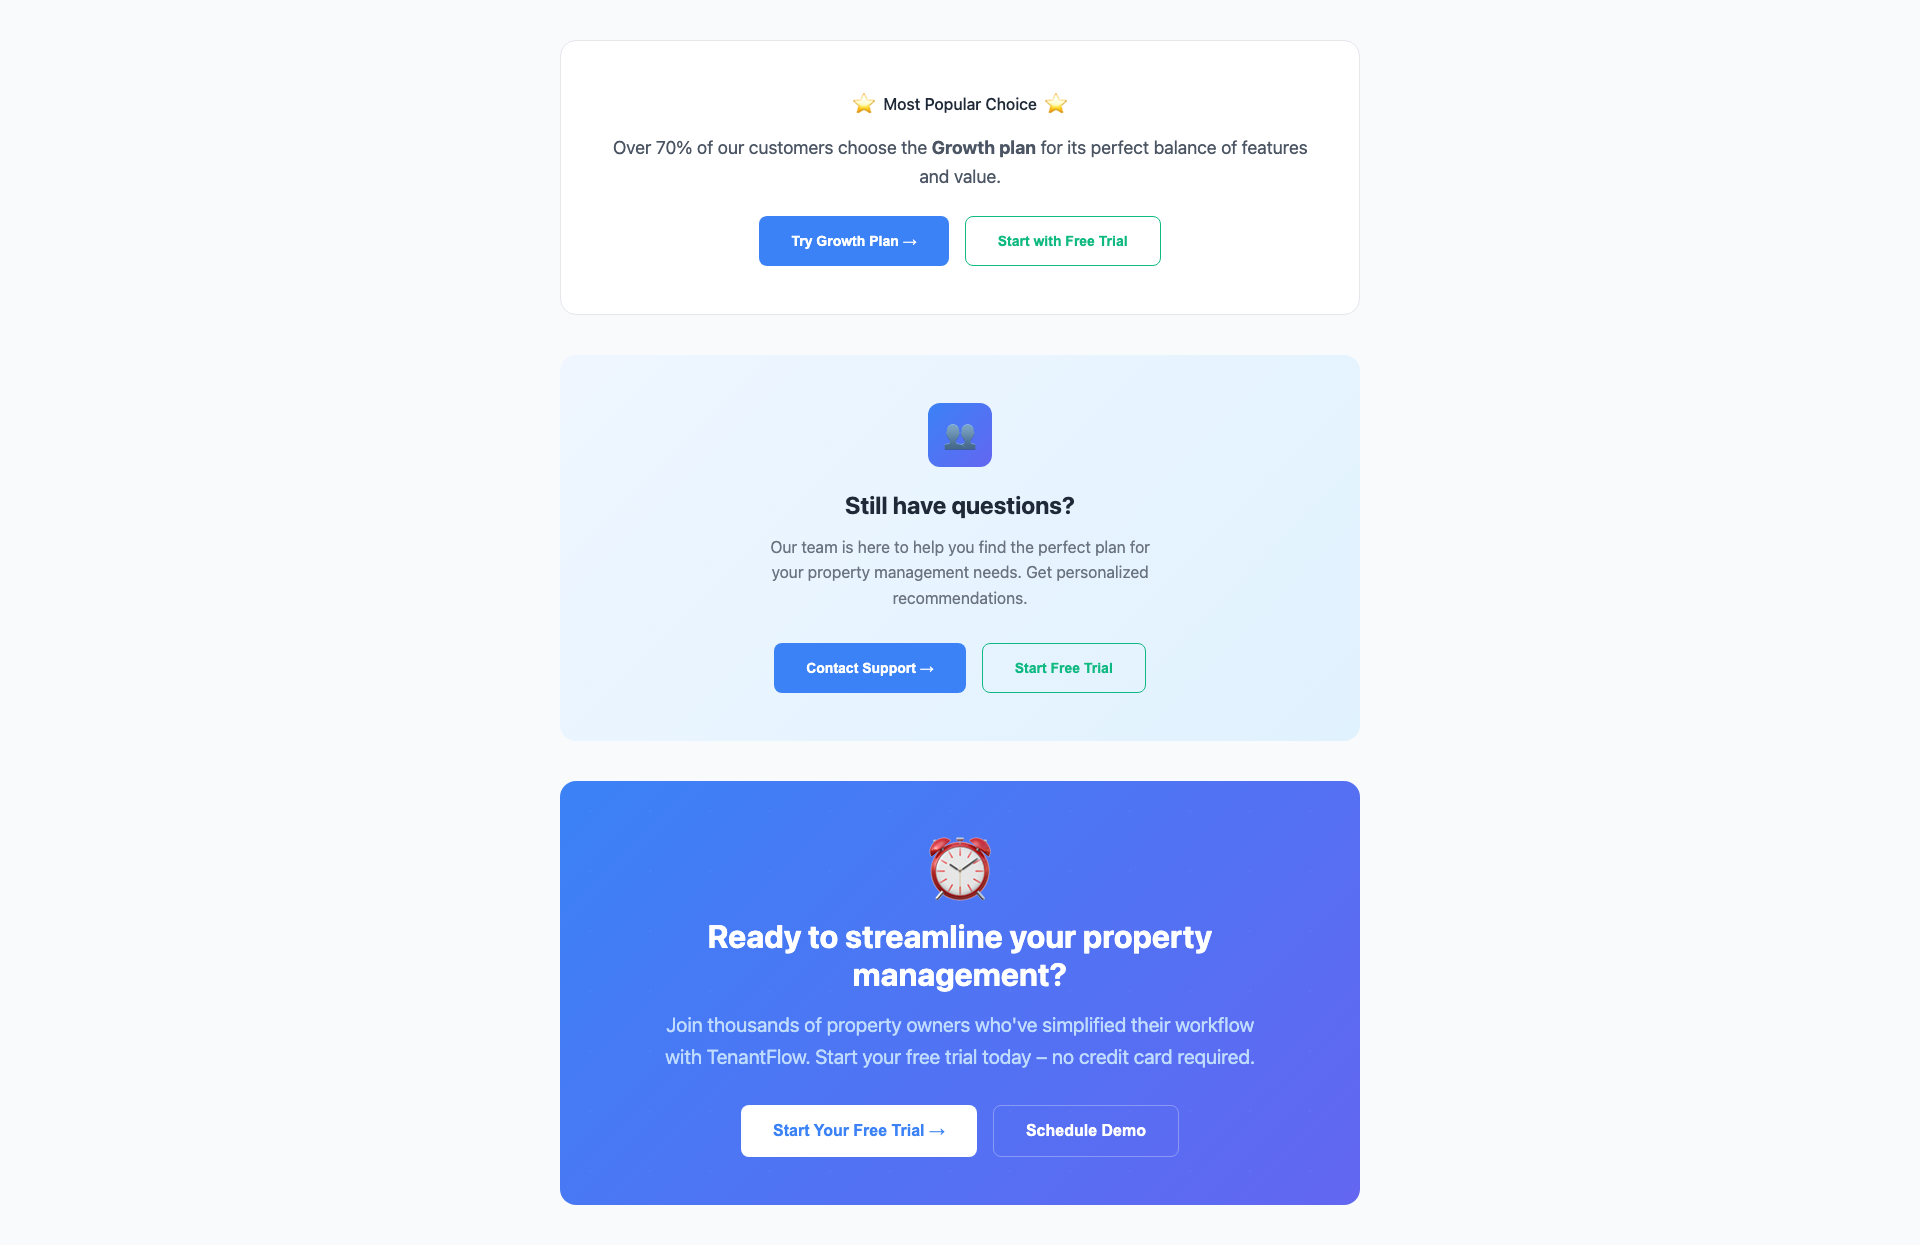 ⭐ Most Popular Choice ⭐
Over 70% of our customers choose the Growth plan for its perfect balance of features
and value.
Try Growth Plan →
Start with Free Trial
Still have questions?
Our team is here to help you find the perfect plan for
your property management needs. Get personalized
recommendations.
Contact Support →
Start Free Trial
Ready to streamline your property
management?
Join thousands of property owners who've simplified their workflow
with TenantFlow. Start your free trial today – no credit card required.
Start Your Free Trial →
Schedule Demo